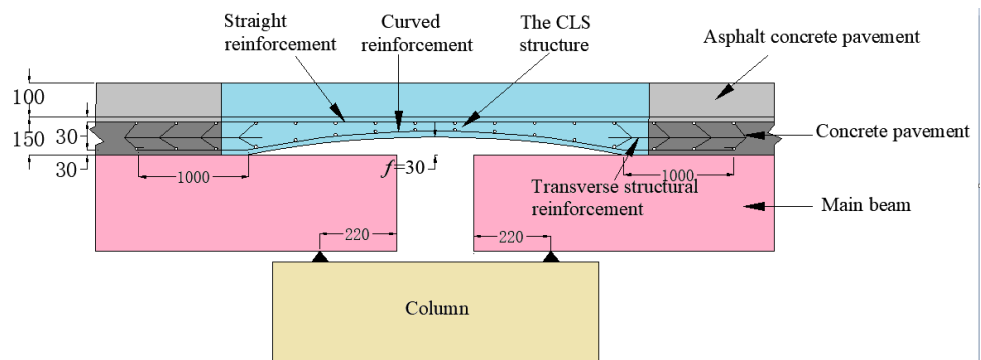 Straight
reinforcement
Curved
reinforcement
The CLS
structure
Asphalt concrete pavement
100
150
30
30
1000
f=30
1000
Concrete pavement
Transverse structural
reinforcement
Main beam
220
220
Column